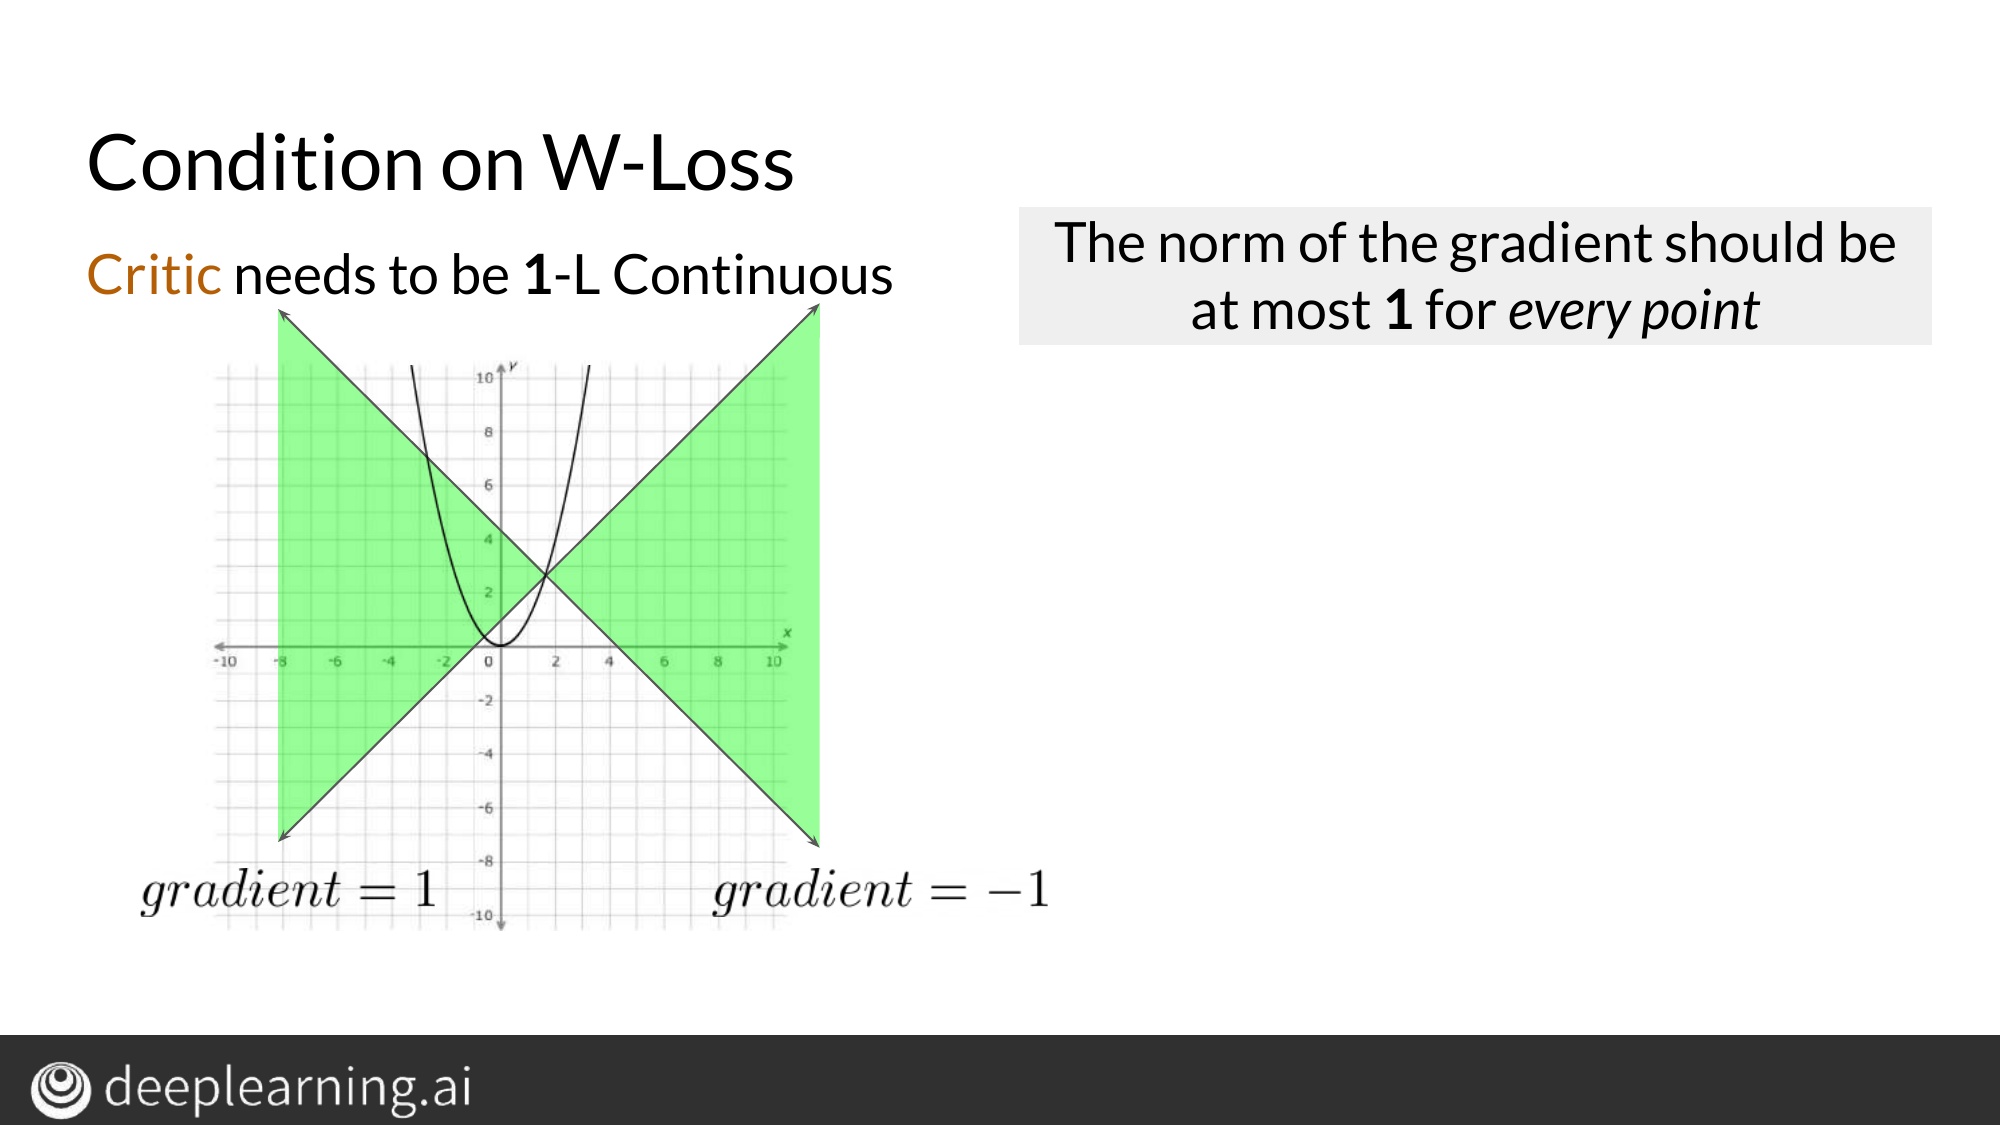 Condition on W-Loss
Critic needs to be 1-L Continuous
The norm of the gradient should be
at most 1 for every point
y
10
8
6
4
2
x
-10 -8 -6 -4 -2 0 2 4 6 8 10
-2
-4
-6
-8
-10
gradient = 1
gradient = −1
deeplearning.ai